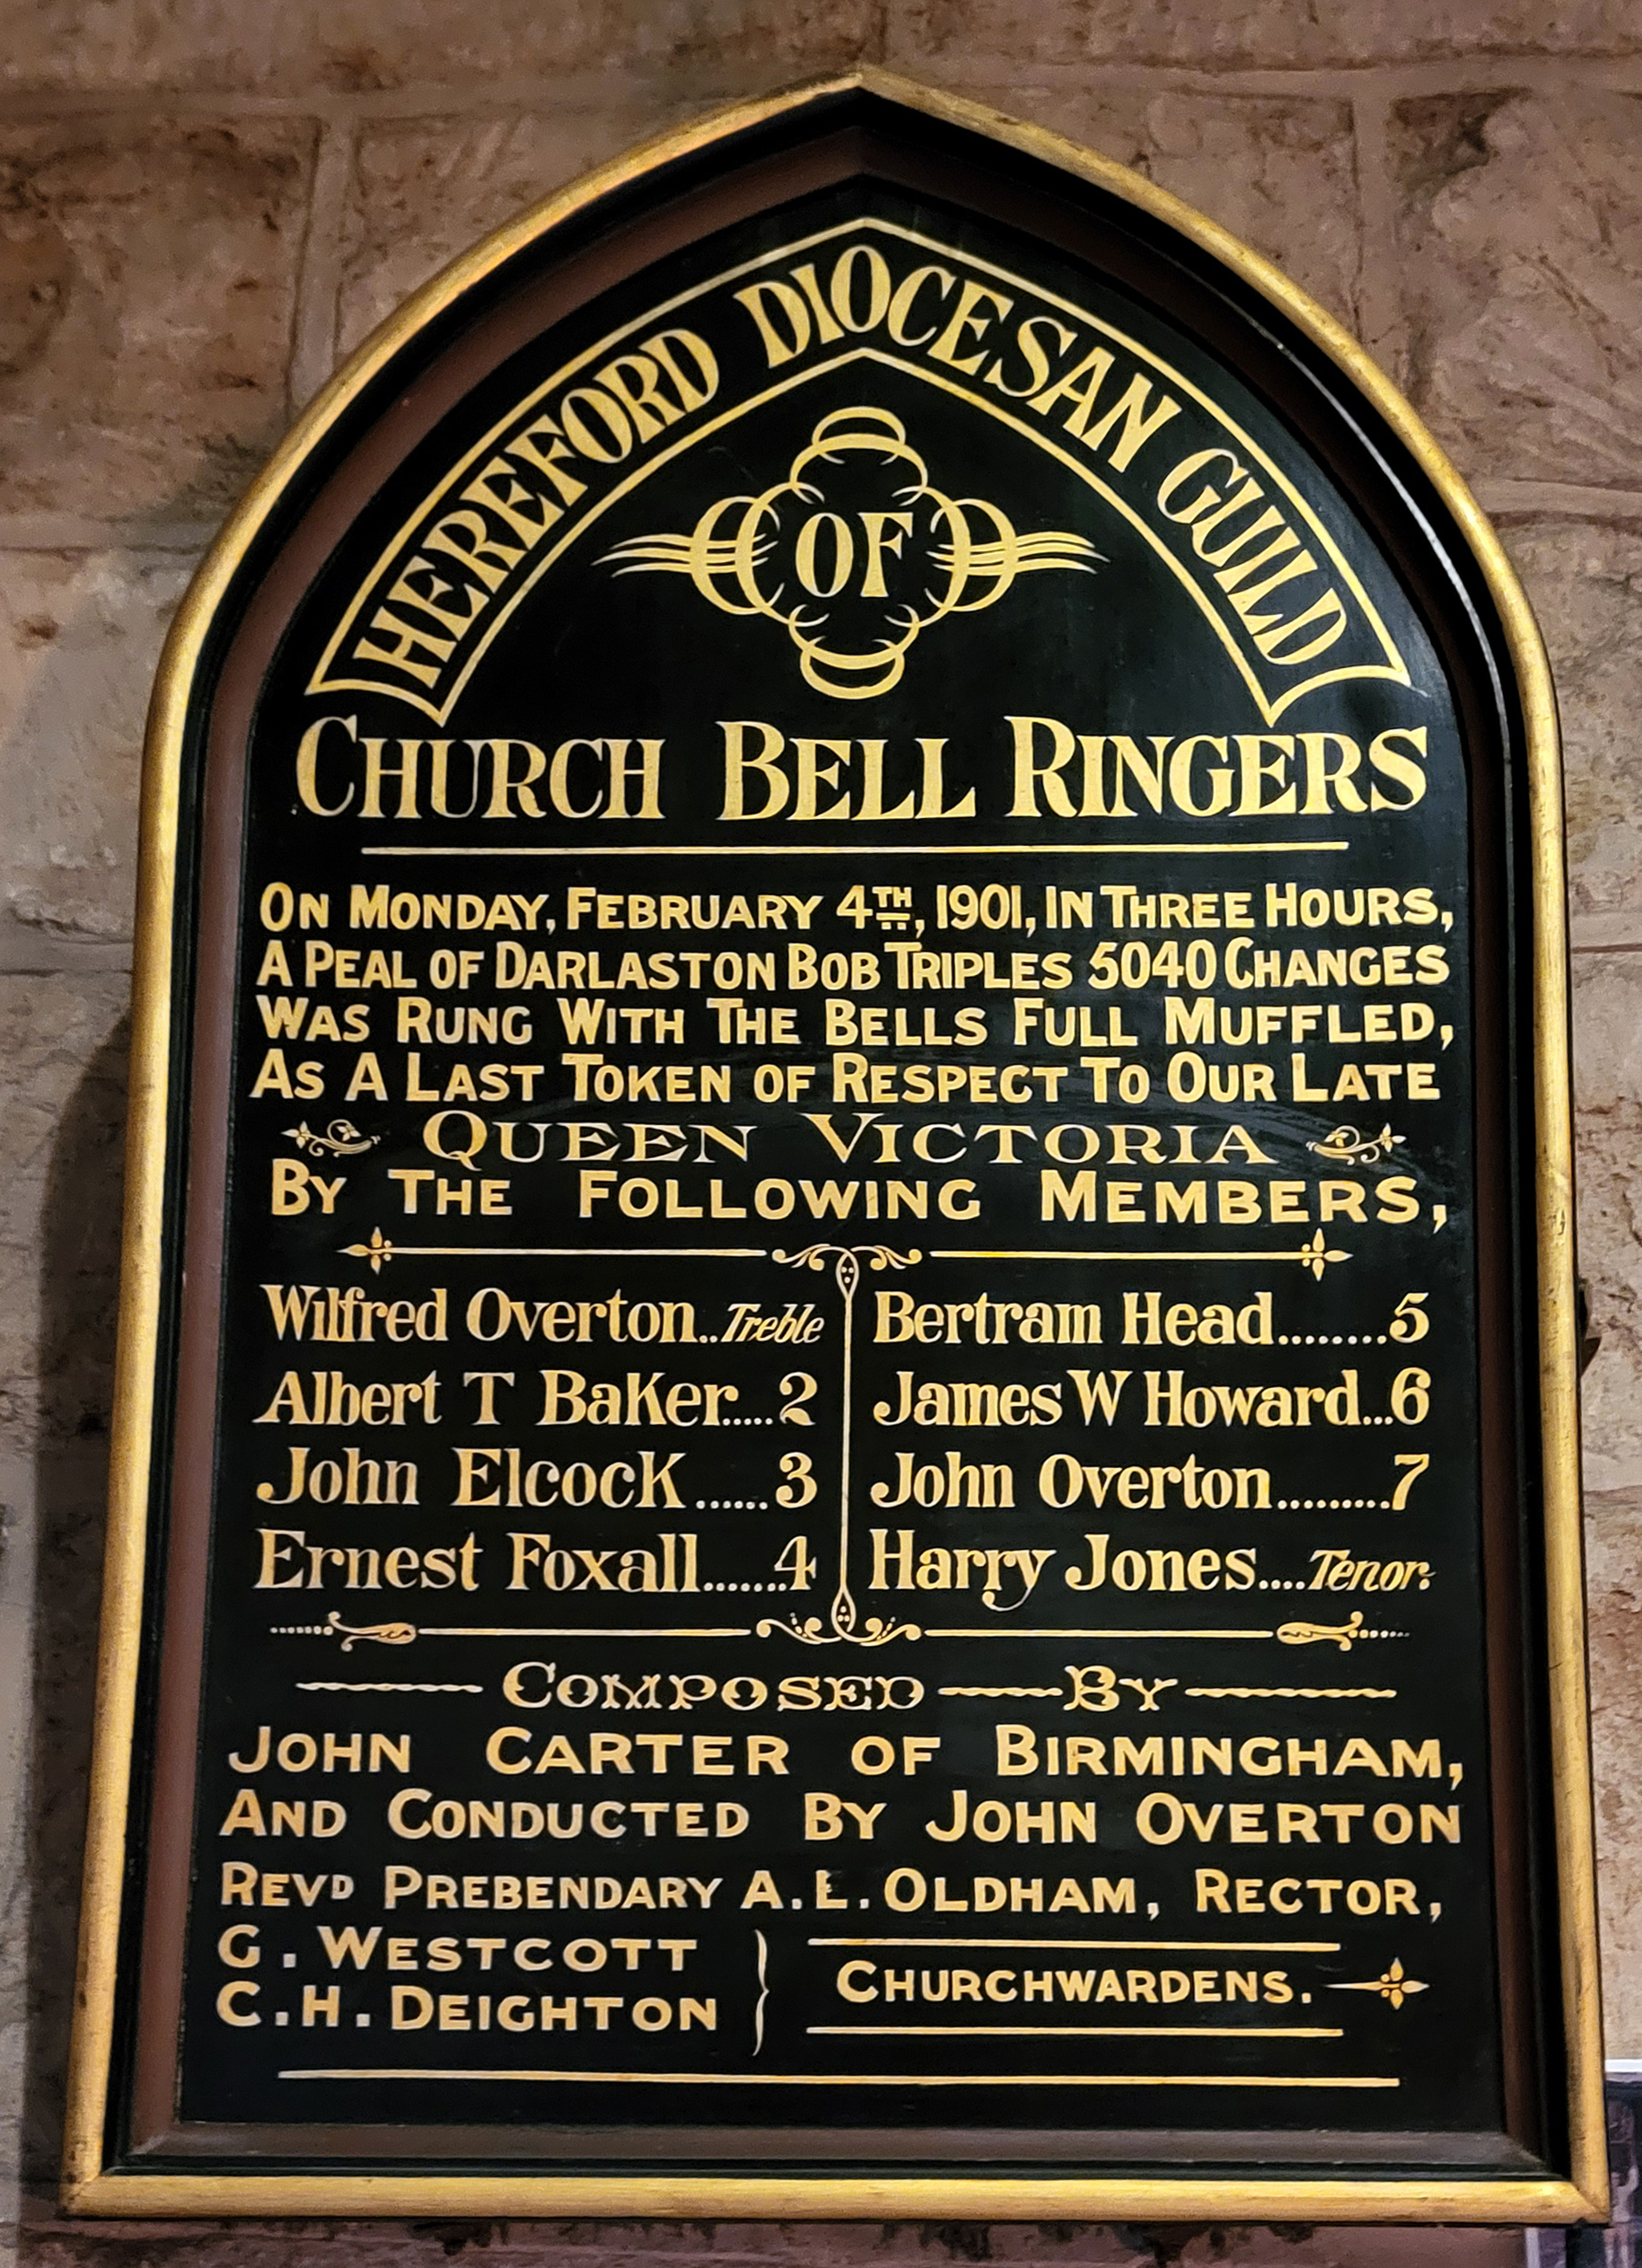 HEREFORD DIOCESAN GUILD
OF
CHURCH BELL RINGERS
ON MONDAY, FEBRUARY 4TH, 1901, IN THREE HOURS,
A PEAL OF DARLASTON BOB TRIPLES 5040 CHANGES
WAS RUNG WITH THE BELLS FULL MUFFLED,
AS A LAST TOKEN OF RESPECT TO OUR LATE
QUEEN VICTORIA
BY THE FOLLOWING MEMBERS,
Wilfred Overton..Treble
Albert T Baker.....2
John Elcock......3
Ernest Foxall.......4
Bertram Head........5
James W Howard...6
John Overton.........7
Harry Jones....Tenor.
COMPOSED BY
JOHN CARTER OF BIRMINGHAM,
AND CONDUCTED BY JOHN OVERTON
REVD PREBENDARY A.L.OLDHAM, RECTOR,
G. WESTCOTT
C.H. DEIGHTON
} CHURCHWARDENS.